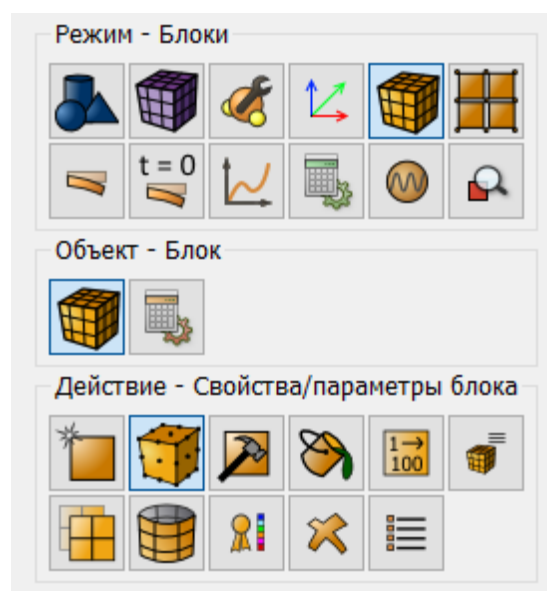 Режим - Блоки
t = 0
Объект - Блок
Действие - Свойства/параметры блока
1→
100